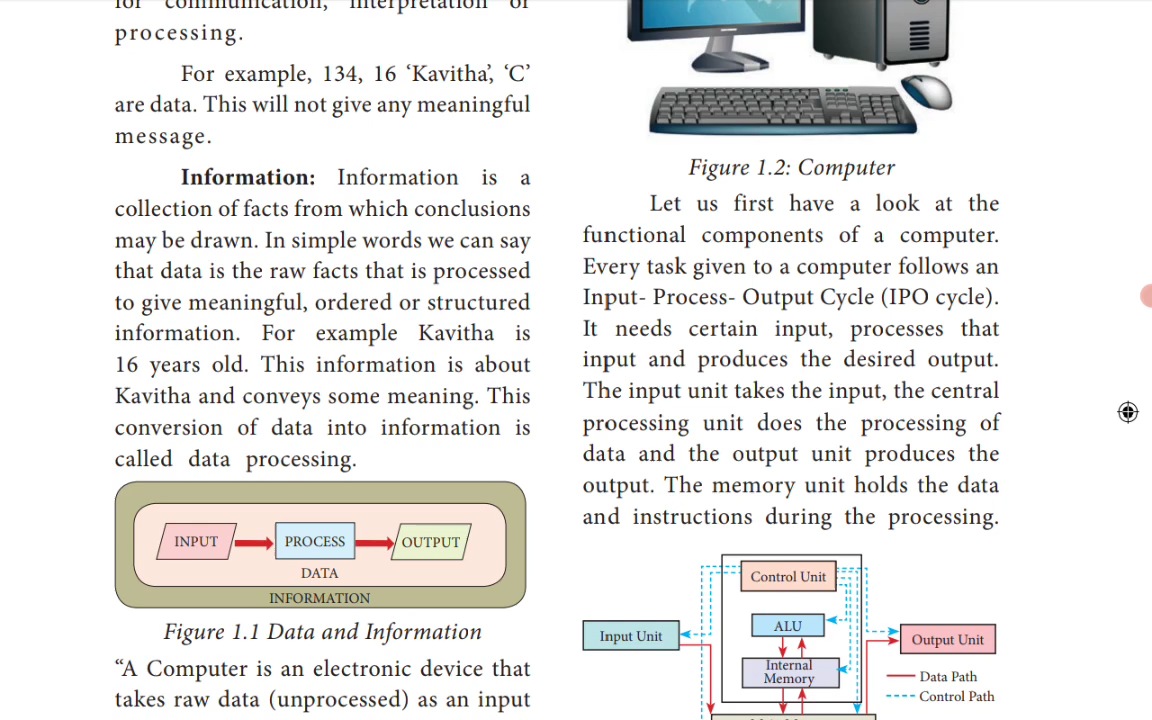 for communication, interpretation or
processing.
For example, 134, 16 ‘Kavitha’, ‘C’
are data. This will not give any meaningful
message.
Information: Information is a
collection of facts from which conclusions
may be drawn. In simple words we can say
that data is the raw facts that is processed
to give meaningful, ordered or structured
information. For example Kavitha is
16 years old. This information is about
Kavitha and conveys some meaning. This
conversion of data into information is
called data processing.
INPUT
PROCESS
OUTPUT
DATA
INFORMATION
Figure 1.1 Data and Information
“A Computer is an electronic device that
takes raw data (unprocessed) as an input
Figure 1.2: Computer
Let us first have a look at the
functional components of a computer.
Every task given to a computer follows an
Input- Process- Output Cycle (IPO cycle).
It needs certain input, processes that
input and produces the desired output.
The input unit takes the input, the central
processing unit does the processing of
data and the output unit produces the
output. The memory unit holds the data
and instructions during the processing.
Control Unit
ALU
Input Unit
Output Unit
Internal
Memory
Data Path
Control Path